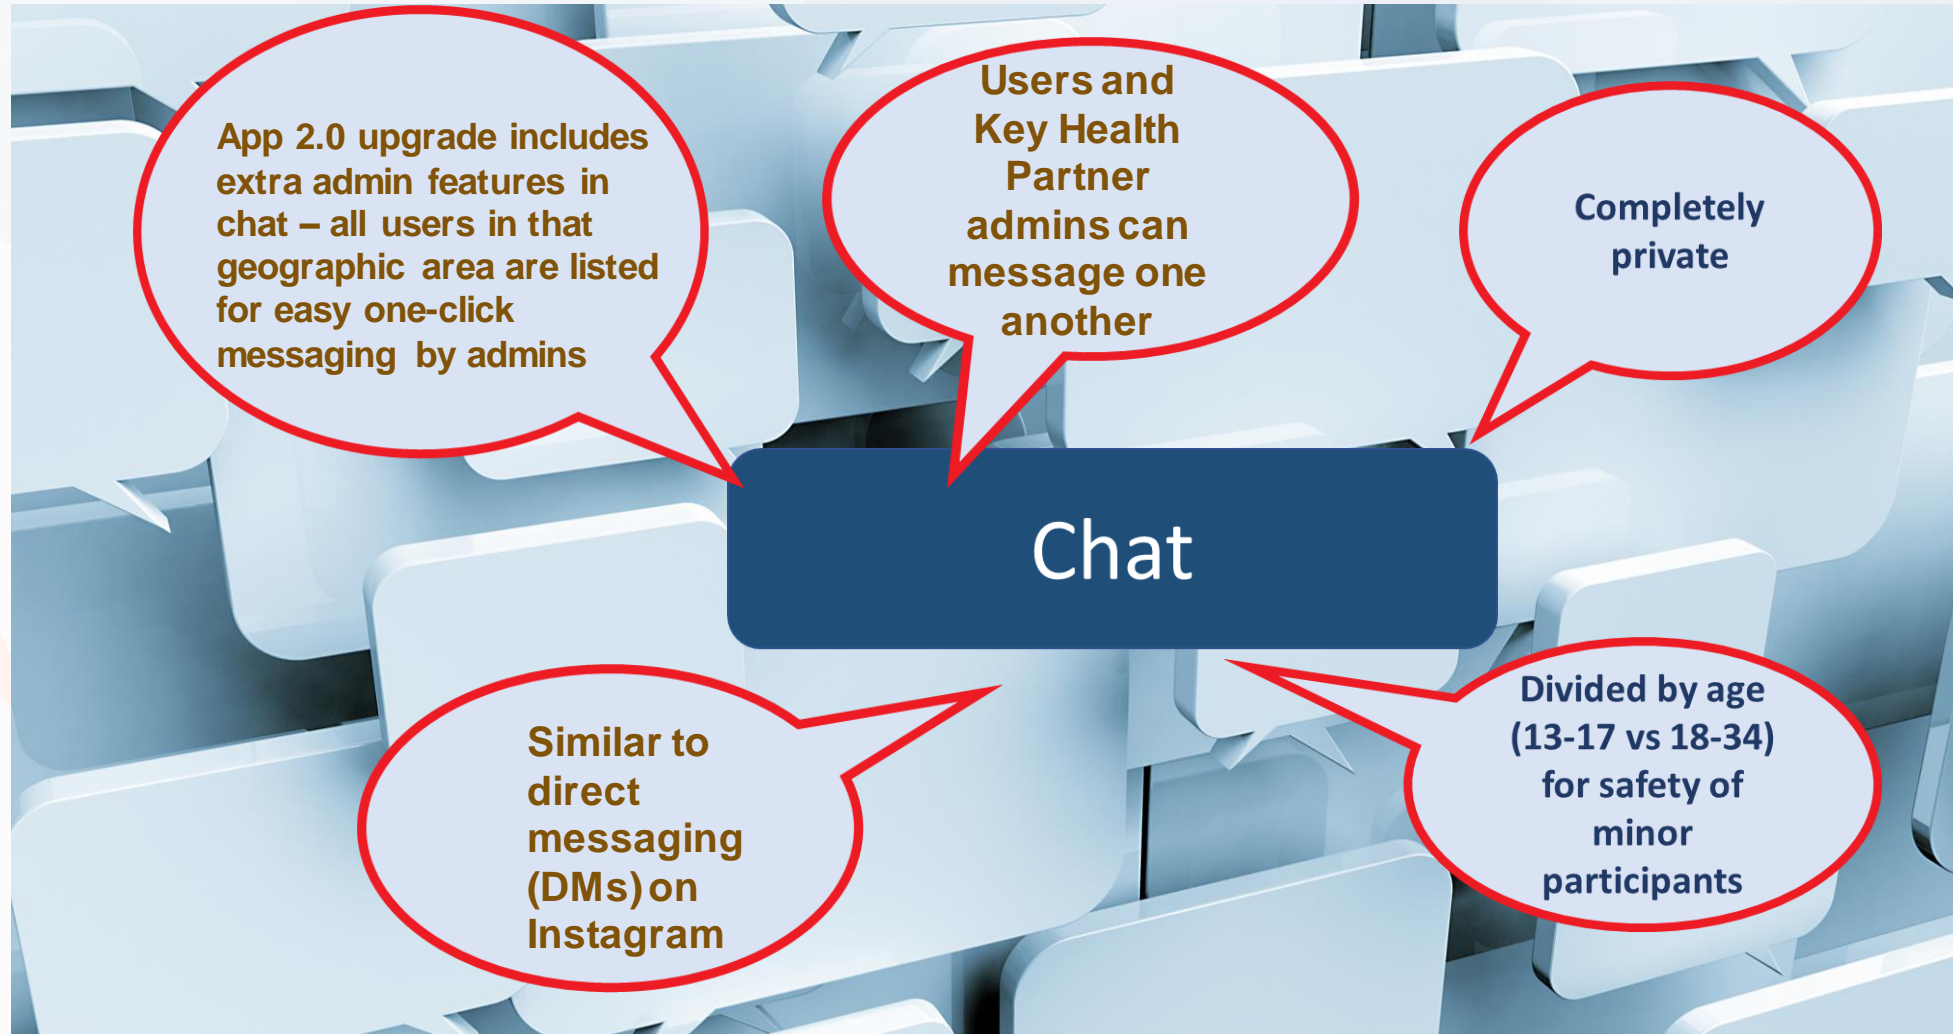 App 2.0 upgrade includes
extra admin features in
chat – all users in that
geographic area are listed
for easy one-click
messaging by admins
Users and
Key Health
Partner
admins can
message one
another
Completely
private
Chat
Similar to
direct
messaging
(DMs) on
Instagram
Divided by age
(13-17 vs 18-34)
for safety of
minor
participants